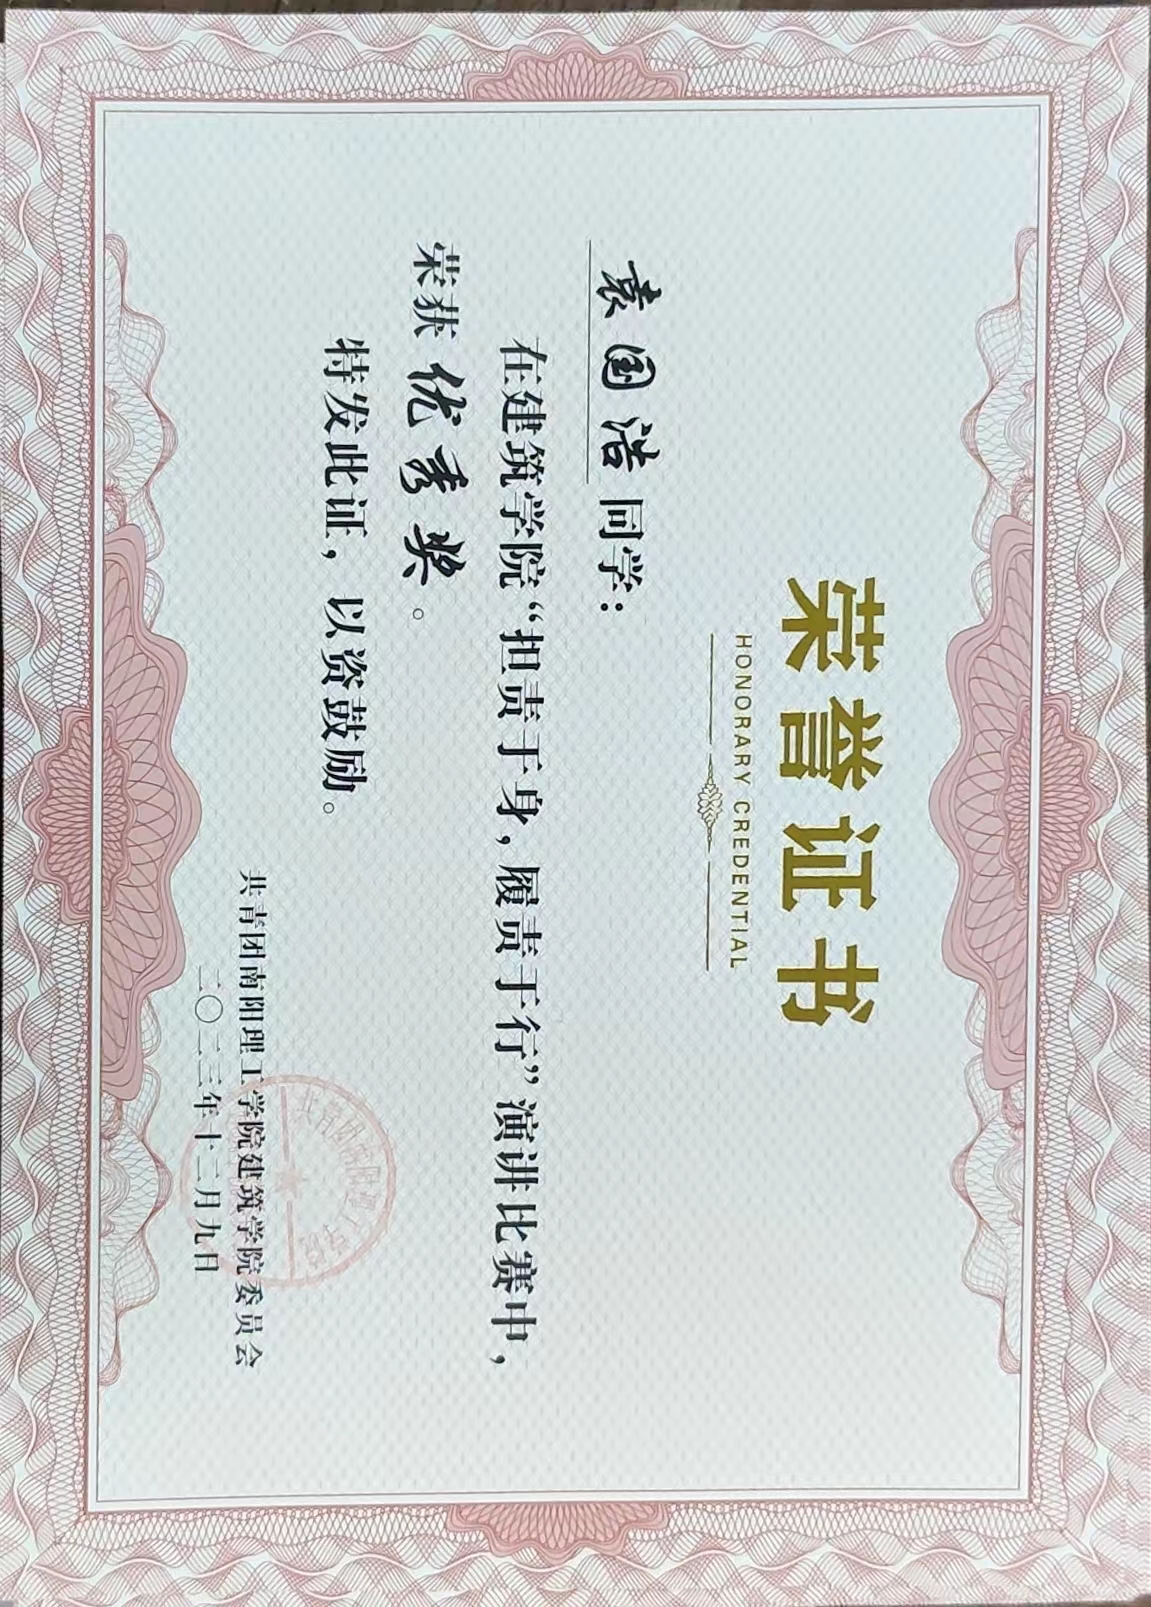 荣誉证书
HONORARY CREDENTIAL
袁国浩同学：
在建筑学院“担责于身，履责于行”演讲比赛中，
荣获优秀奖。
特发此证，以资鼓励。
共青团南阳理工学院建筑学院委员会
二〇二三年十二月九日